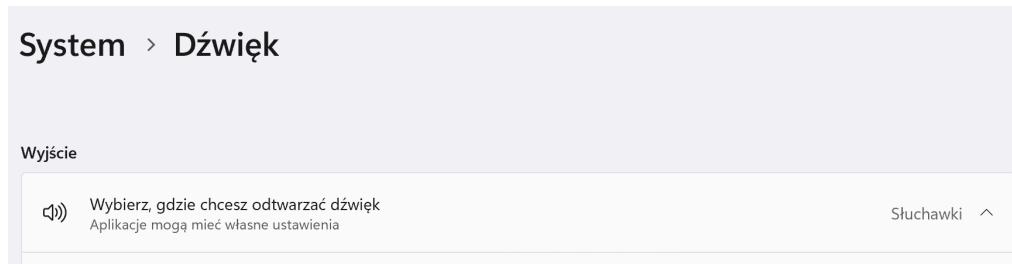 System > Dźwięk
Wyjście
Wybierz, gdzie chcesz odtwarzać dźwięk
Aplikacje mogą mieć własne ustawienia
Słuchawki